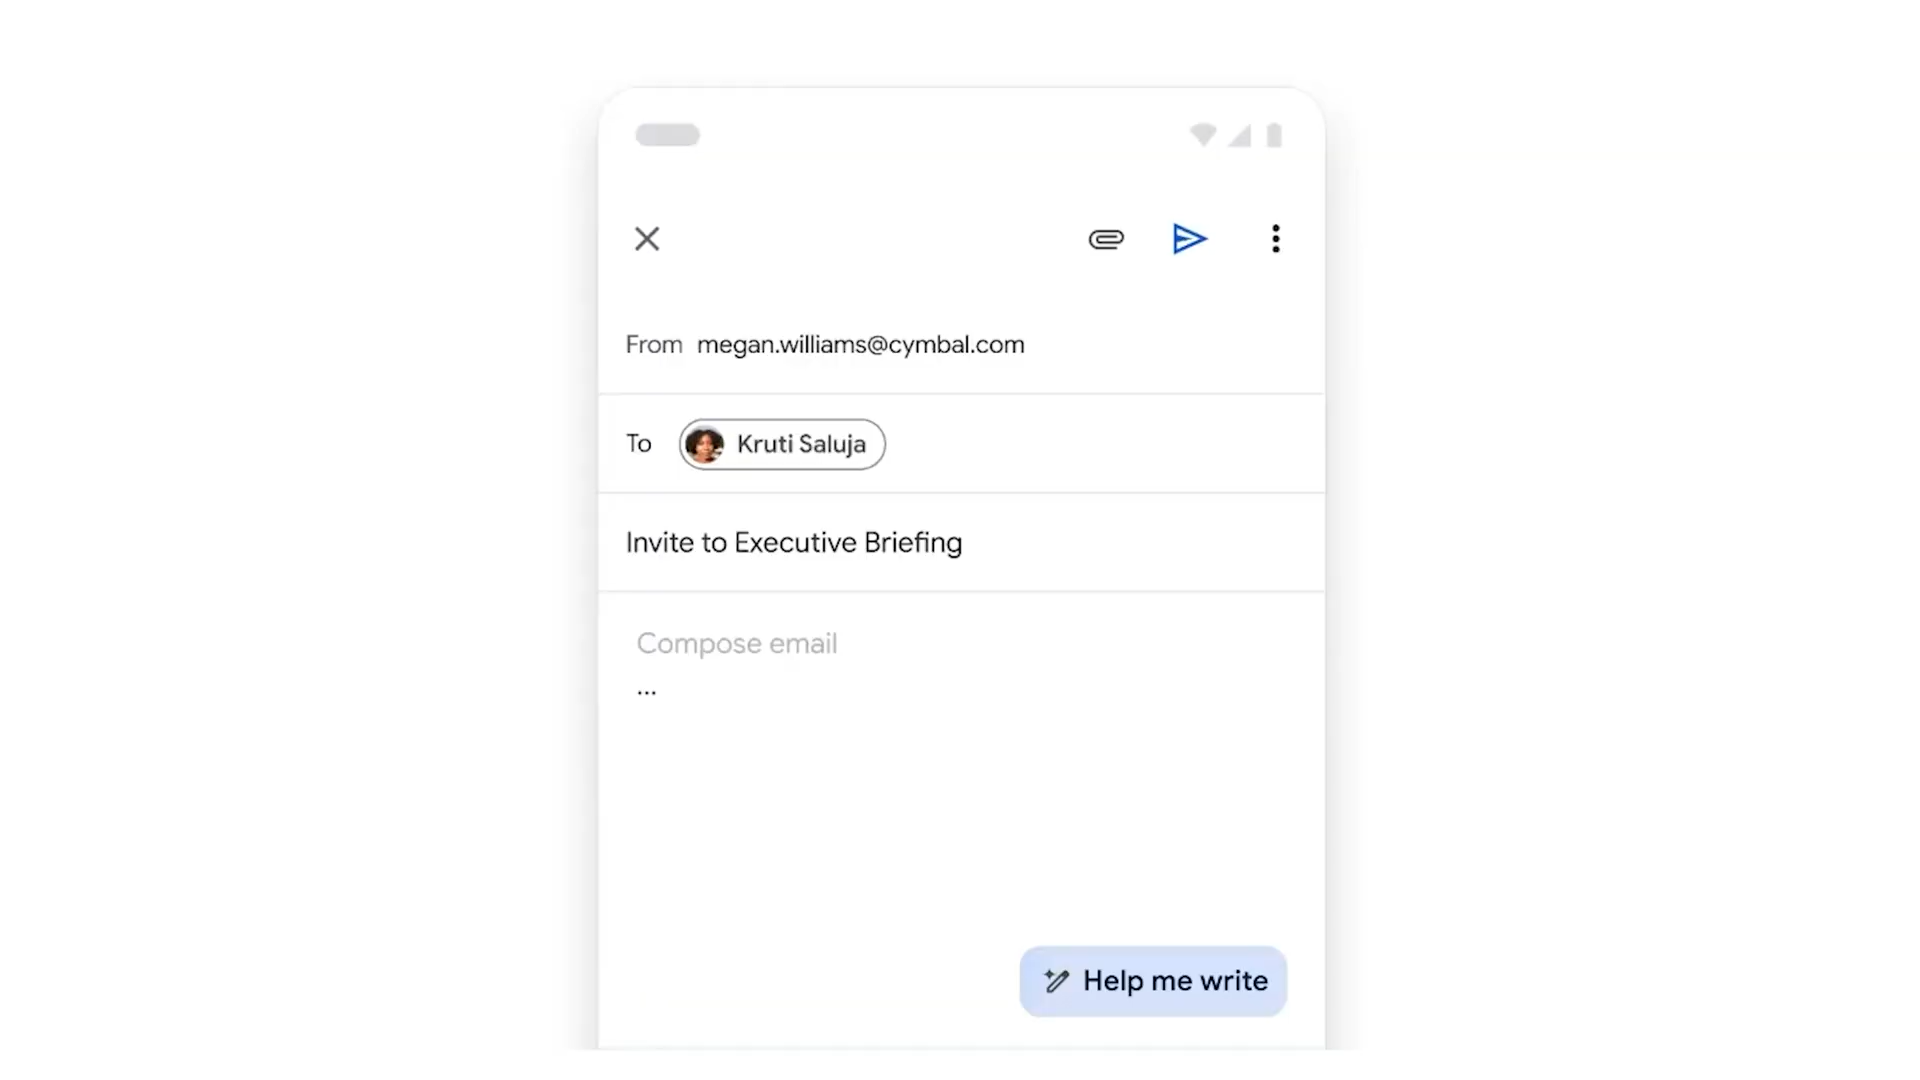 From megan.williams@cymbal.com
To Kruti Saluja
Invite to Executive Briefing
Compose email
...
Help me write